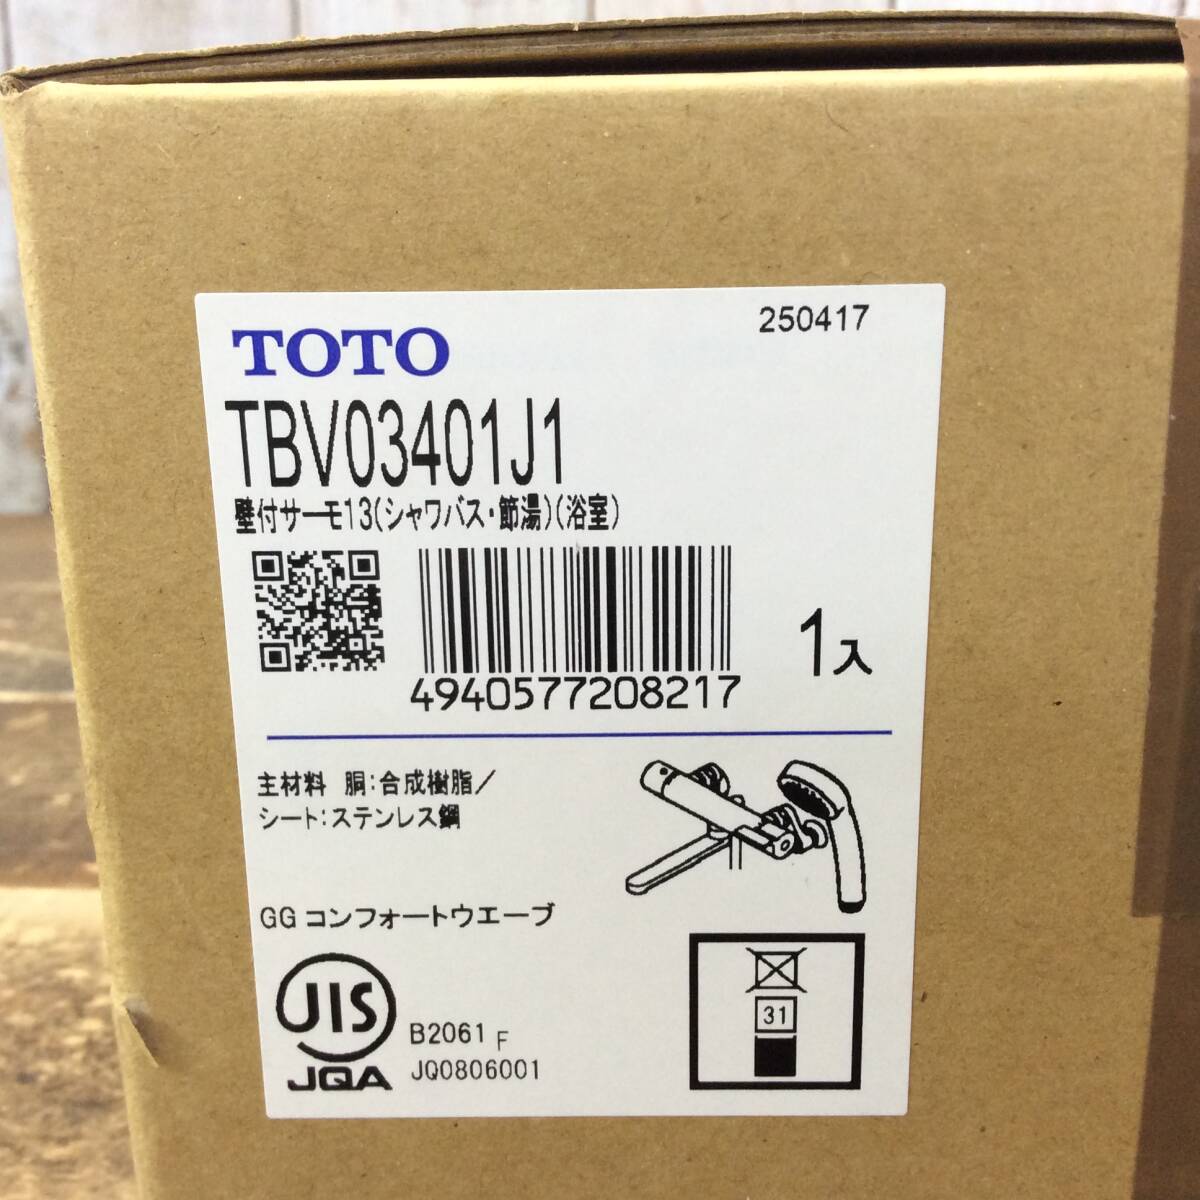 TOTO
250417
TBV03401J1
壁付サーモ13(シャワバス・節湯)(浴室)
4940577208217
1入
主材料 胴:合成樹脂/
シート:ステンレス鋼
GG コンフォートウエーブ
JIS
JQA
B2061 F
JQ0806001
31